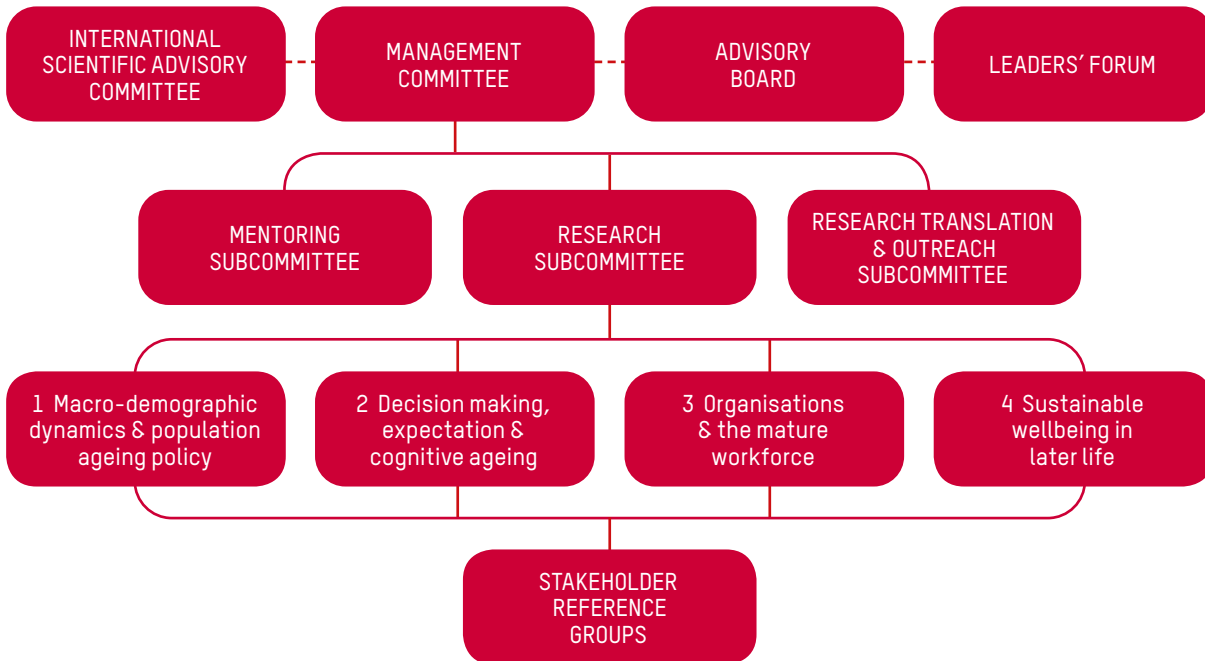 INTERNATIONAL
SCIENTIFIC ADVISORY
COMMITTEE
MANAGEMENT
COMMITTEE
ADVISORY
BOARD
LEADERS’ FORUM
MENTORING
SUBCOMMITTEE
RESEARCH
SUBCOMMITTEE
RESEARCH TRANSLATION
& OUTREACH
SUBCOMMITTEE
1 Macro-demographic
dynamics & population
ageing policy
2 Decision making,
expectation &
cognitive ageing
3 Organisations
& the mature
workforce
4 Sustainable
wellbeing in
later life
STAKEHOLDER
REFERENCE
GROUPS